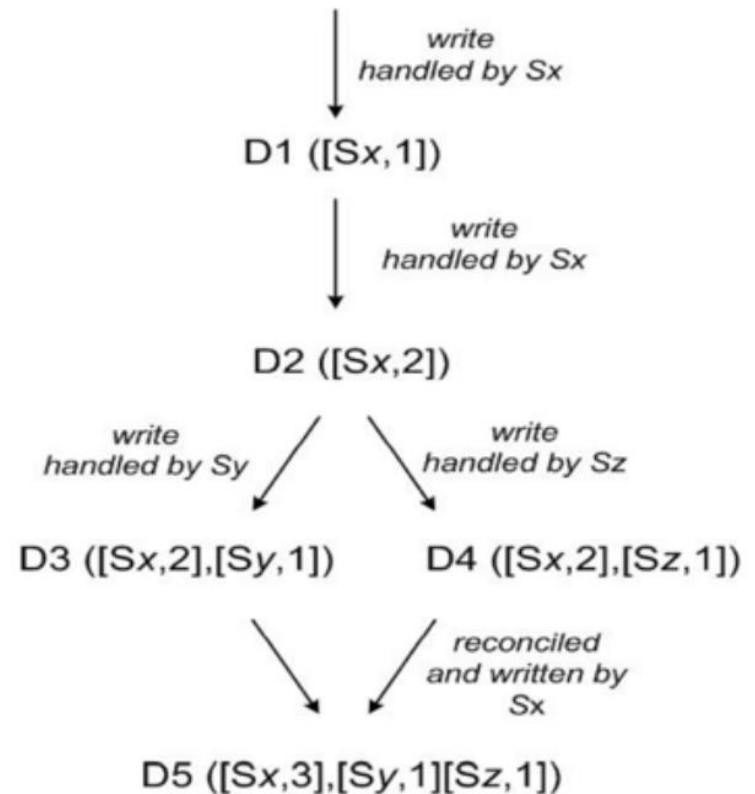 write
handled by Sx
D1 ([Sx,1])
write
handled by Sx
D2 ([Sx,2])
write
handled by Sy
write
handled by Sz
D3 ([Sx,2],[Sy,1])
D4 ([Sx,2],[Sz,1])
reconciled
and written by
Sx
D5 ([Sx,3],[Sy,1][Sz,1])